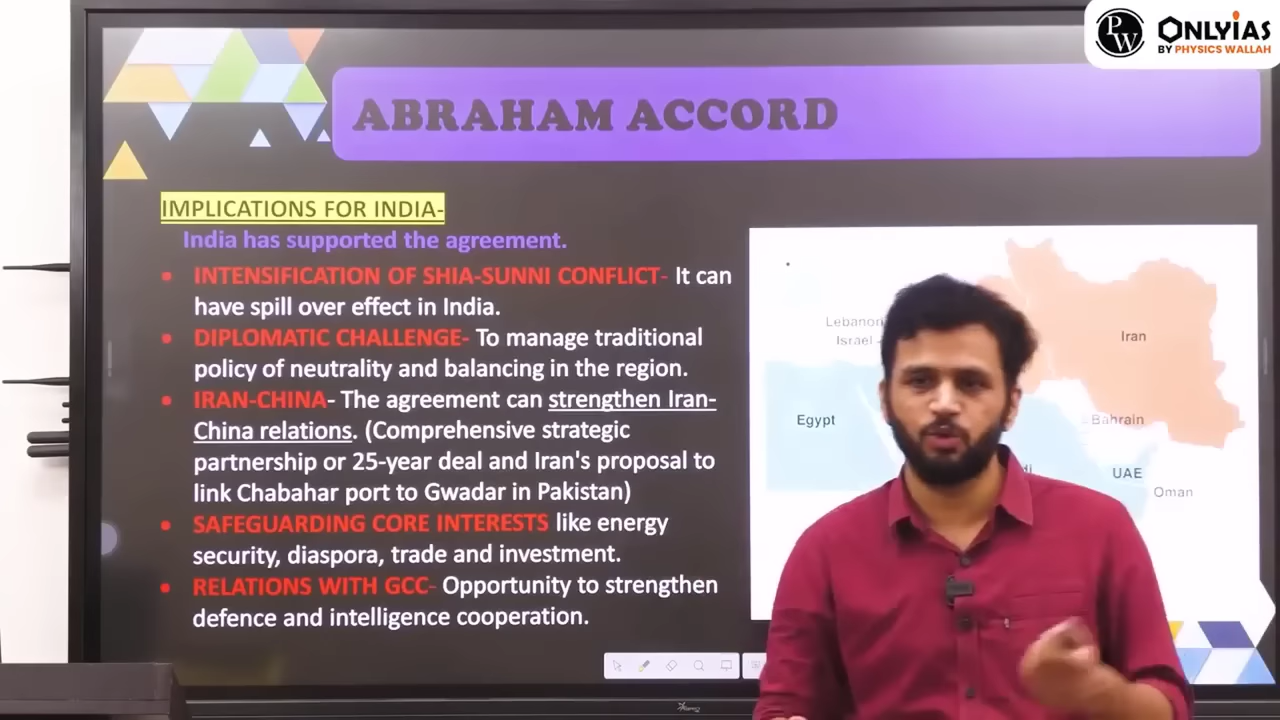 PW
ONLYIAS
BY PHYSICS WALLAH
ABRAHAM ACCORD
IMPLICATIONS FOR INDIA-
India has supported the agreement.
• INTENSIFICATION OF SHIA-SUNNI CONFLICT- It can
have spill over effect in India.
• DIPLOMATIC CHALLENGE- To manage traditional
policy of neutrality and balancing in the region.
• IRAN-CHINA- The agreement can strengthen Iran-
China relations. (Comprehensive strategic
partnership or 25-year deal and Iran's proposal to
link Chabahar port to Gwadar in Pakistan)
• SAFEGUARDING CORE INTERESTS like energy
security, diaspora, trade and investment.
• RELATIONS WITH GCC- Opportunity to strengthen
defence and intelligence cooperation.
Lebanon
Israel
Iran
Egypt
Bahrain
UAE
Oman